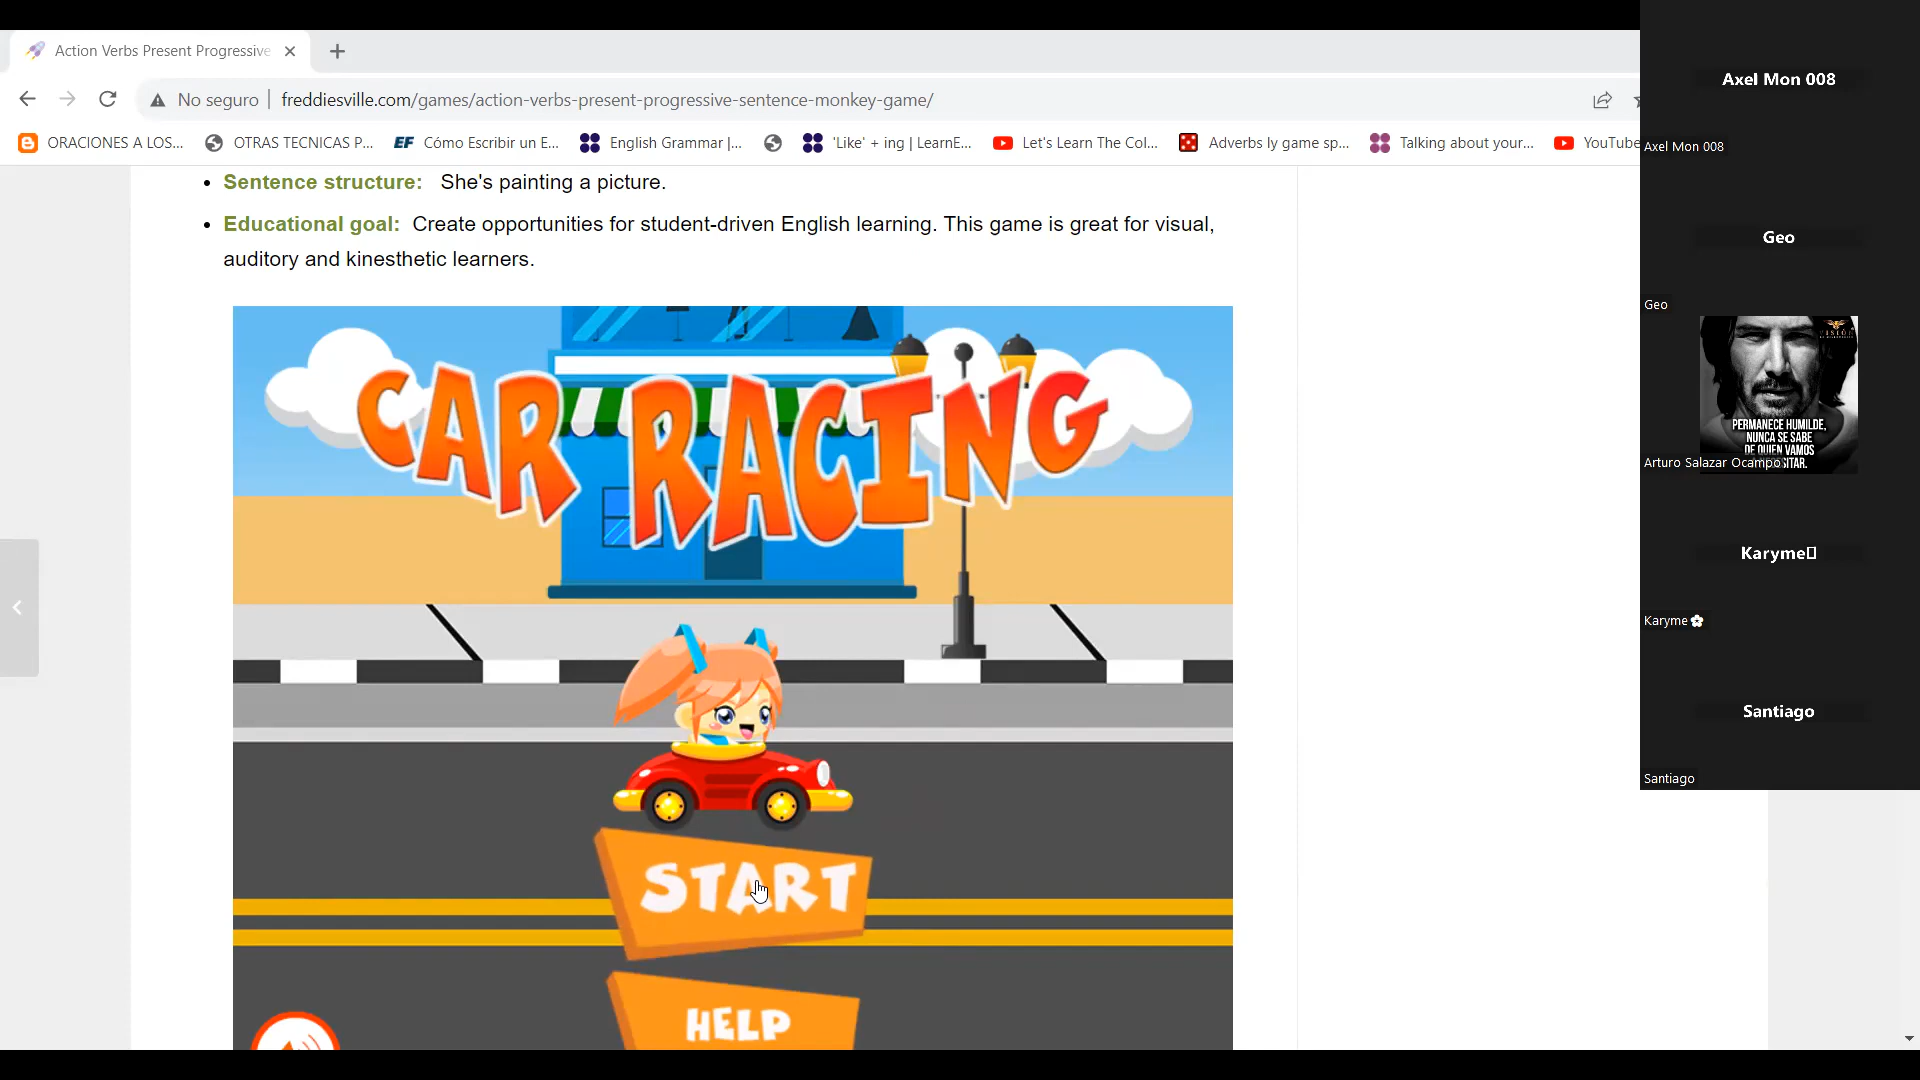 Action Verbs Present Progressive
No seguro
freddiesville.com/games/action-verbs-present-progressive-sentence-monkey-game/
ORACIONES A LOS...
OTRAS TECNICAS P...
EF
Cómo Escribir un E...
English Grammar |...
'Like' + ing | LearnE...
Let's Learn The Col...
Adverbs ly game sp...
Talking about your...
YouTube
Sentence structure: She's painting a picture.
Educational goal: Create opportunities for student-driven English learning. This game is great for visual,
auditory and kinesthetic learners.
CAR RACING
START
HELP
Axel Mon 008
Axel Mon 008
Geo
Geo
PERMANECE HUMILDE,
NUNCA SE SABE
DE QUIEN VAMOS
Arturo Salazar Ocampo
Karyme
Karyme
Santiago
Santiago